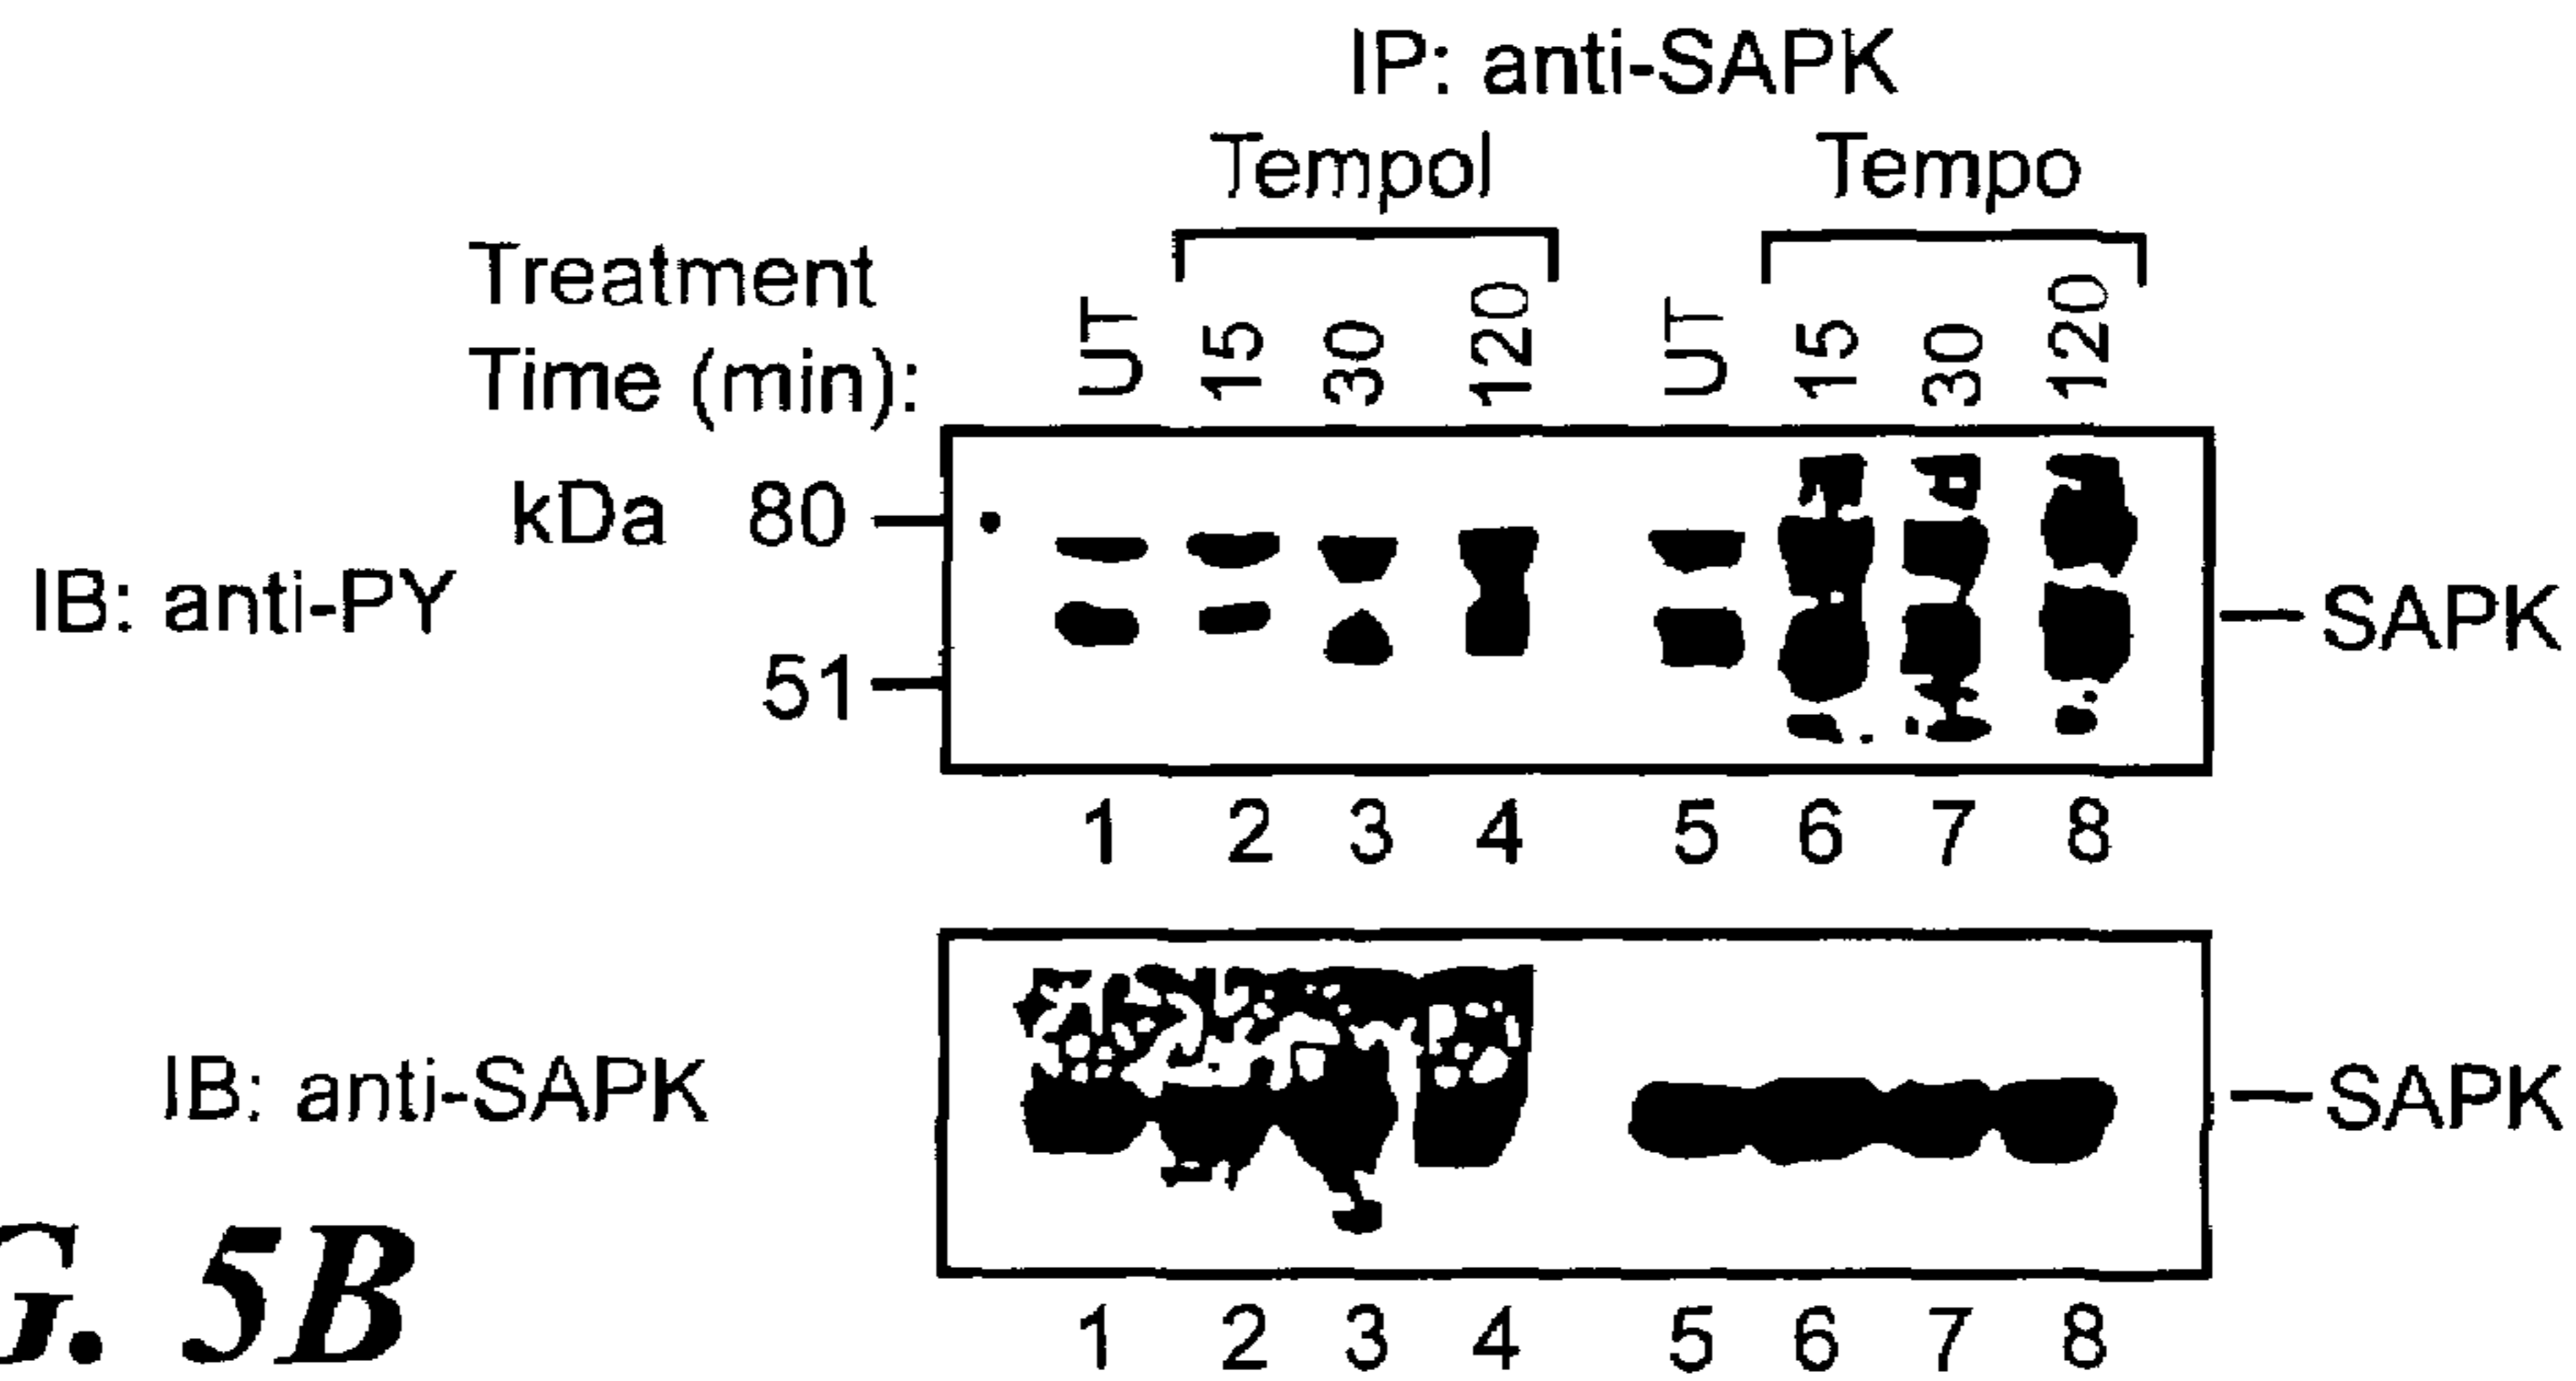 IP: anti-SAPK
Tempol Tempo
Treatment
Time (min): UT 15 30 120 UT 15 30 120
kDa 80
IB: anti-PY SAPK
51
1 2 3 4 5 6 7 8
IB: anti-SAPK SAPK
1 2 3 4 5 6 7 8
G. 5B